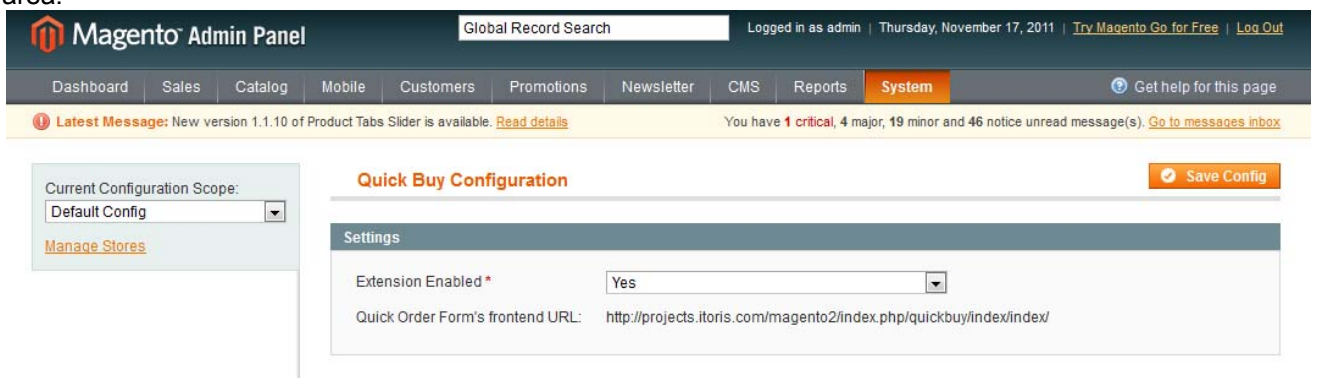 area.
Magento Admin Panel
Global Record Search
Logged in as admin | Thursday, November 17, 2011 | Try Magento Go for Free | Log Out
Dashboard Sales Catalog Mobile Customers Promotions Newsletter CMS Reports System Get help for this page
Latest Message: New version 1.1.10 of Product Tabs Slider is available. Read details You have 1 critical, 4 major, 19 minor and 46 notice unread message(s). Go to messages inbox
Current Configuration Scope:
Default Config
Manage Stores
Quick Buy Configuration
Save Config
Settings
Extension Enabled * Yes
Quick Order Form's frontend URL: http://projects.itoris.com/magento2/index.php/quickbuy/index/index/